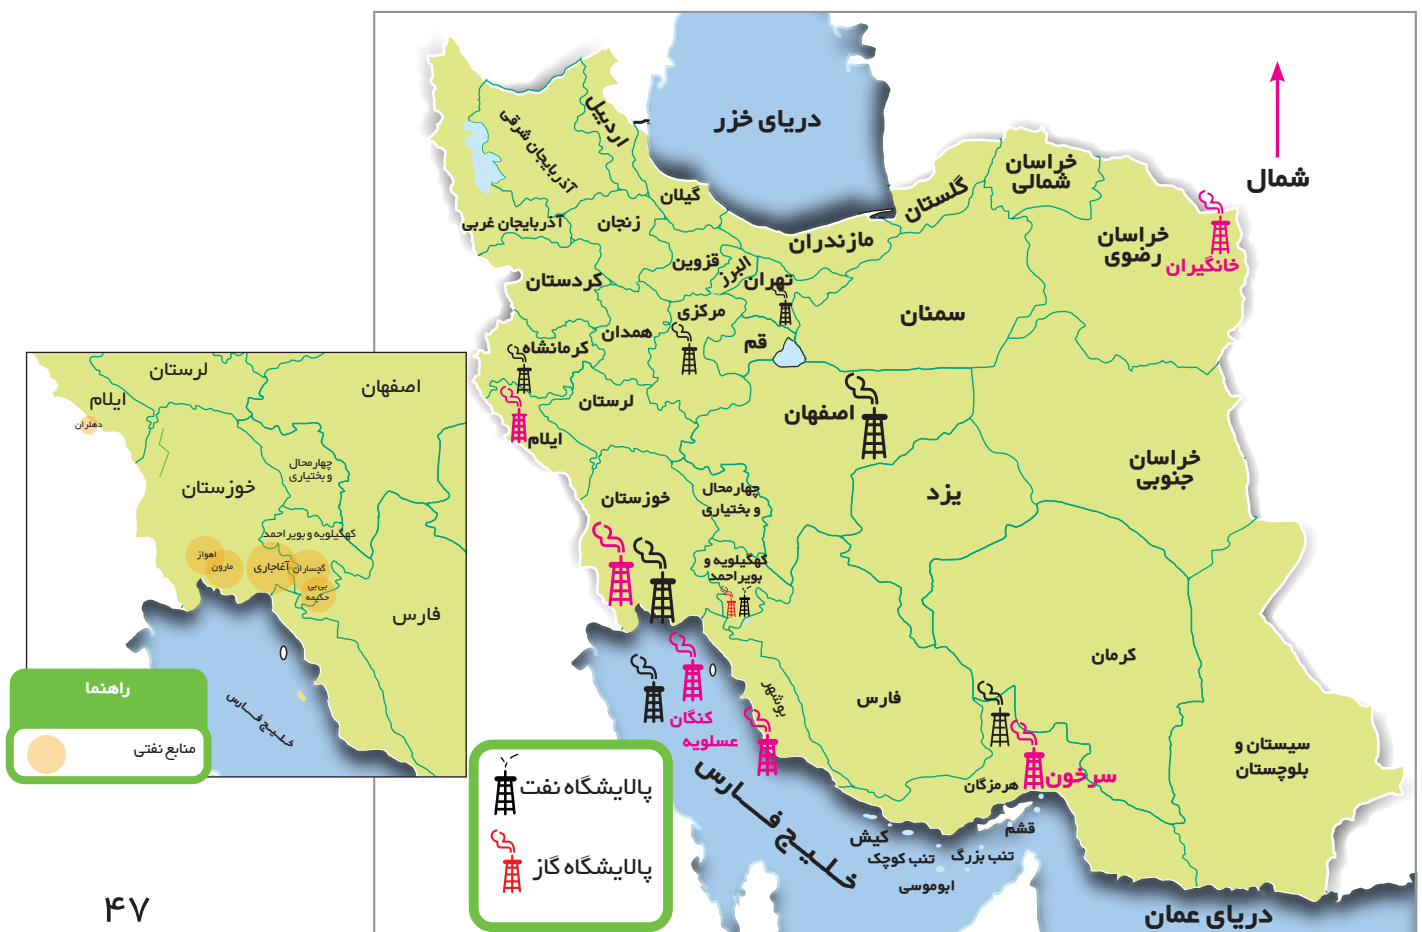 دریای خزر
شمال
اردبیل
آذربایجان شرقی
گیلان
گلستان
خراسان
شمالی
آذربایجان غربی
زنجان
مازندران
خراسان
رضوی
خانگیران
کردستان
قزوین
البرز
تهران
مرکزی
سمنان
همدان
قم
کرمانشاه
لرستان
اصفهان
ایلام
خراسان
جنوبی
خوزستان
چهارمحال
و بختیاری
یزد
کهگیلویه و
بویراحمد
کرمان
بوشهر
فارس
کنگان
عسلویه
سیستان و
بلوچستان
سرخون
هرمزگان
قشم
کیش
تنب بزرگ
تنب کوچک
ابوموسی
خلیج فارس
دریای عمان
پالایشگاه نفت
پالایشگاه گاز
لرستان
اصفهان
ایلام
دهلران
چهارمحال
و بختیاری
خوزستان
کهگیلویه و بویراحمد
اهواز
مارون
آغاجاری
گچساران
بی‌بی
حکیمه
فارس
خلیج فارس
راهنما
منابع نفتی
۴۷